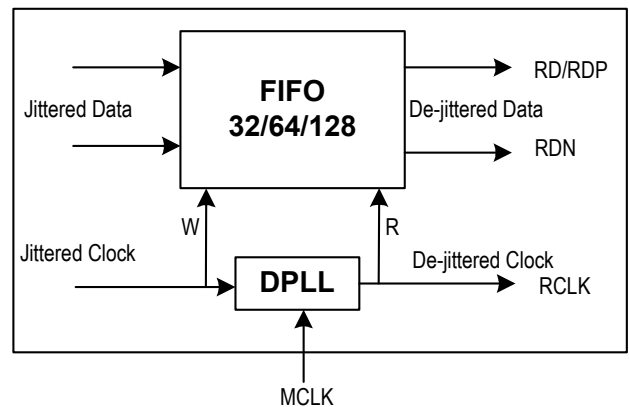 FIFO
32/64/128
Jittered Data
De-jittered Data
RD/RDP
RDN
W
R
Jittered Clock
De-jittered Clock
RCLK
DPLL
MCLK